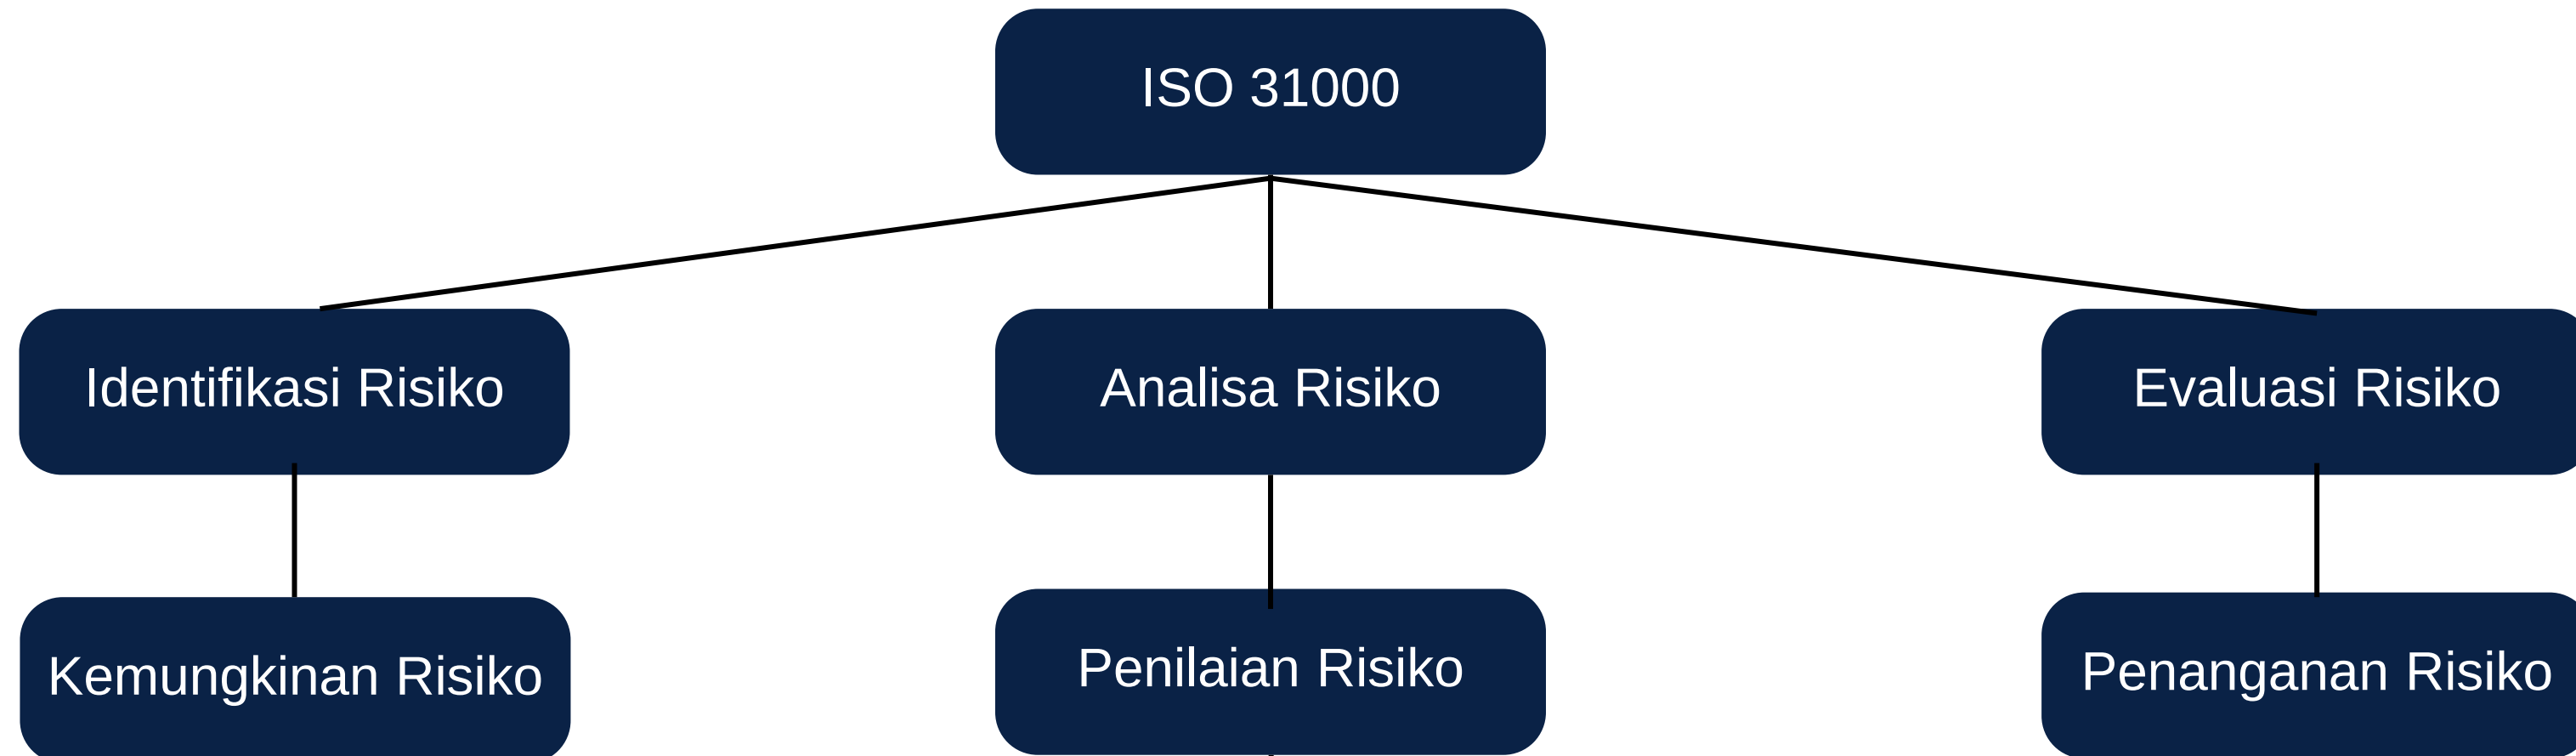 ISO 31000
Identifikasi Risiko
Analisa Risiko
Evaluasi Risiko
Kemungkinan Risiko
Penilaian Risiko
Penanganan Risiko